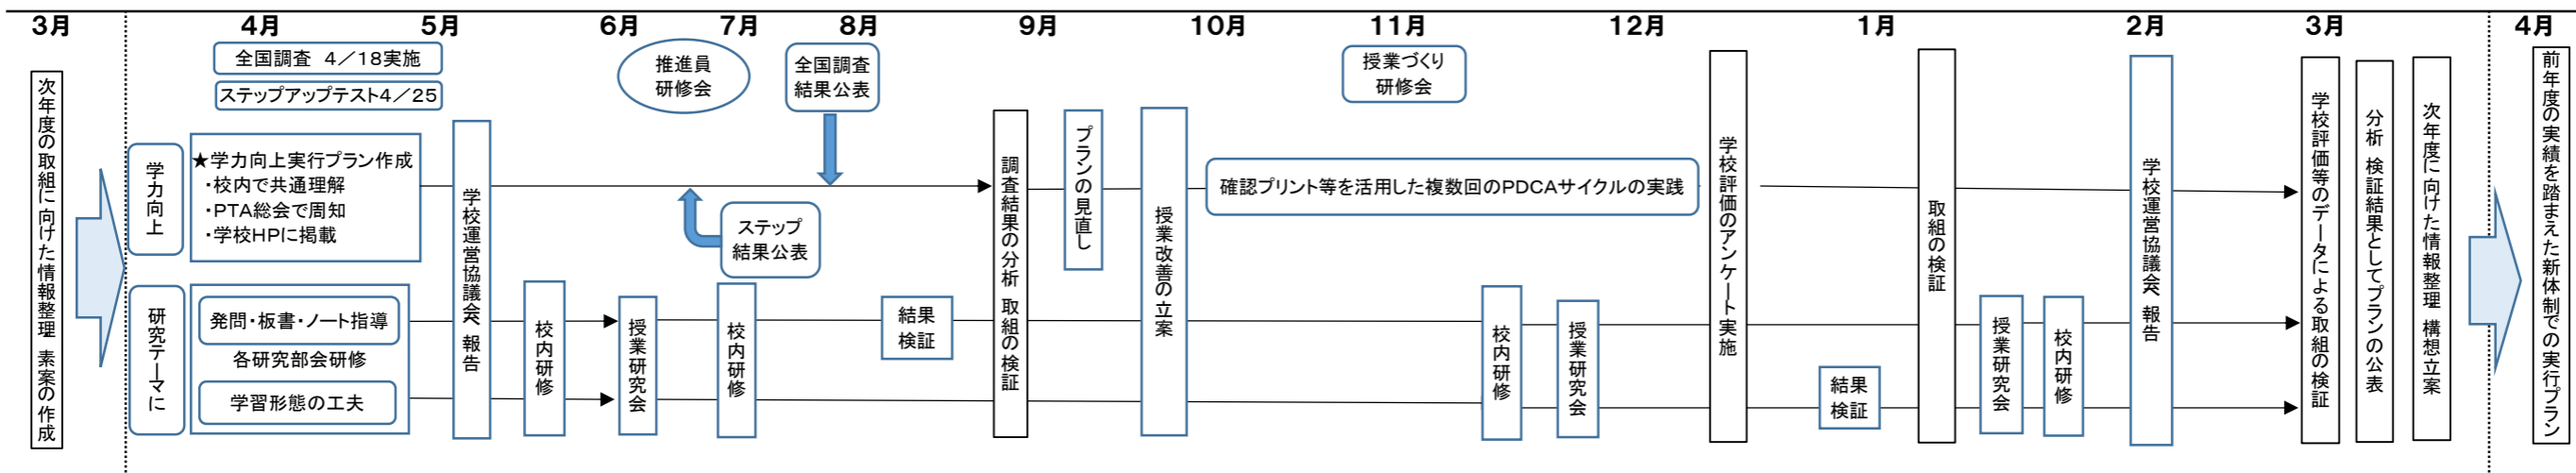 3月
4月
5月
6月
7月
8月
9月
10月
11月
12月
1月
2月
3月
4月
次年度の取組に向けた情報整理 素案の作成
全国調査 4/18実施
ステップアップテスト4/25
学力向上
★学力向上実行プラン作成
・校内で共通理解
・PTA総会で周知
・学校HPに掲載
研究テーマに
発問・板書・ノート指導
各研究部会研修
学習形態の工夫
学校運営協議会へ報告
校内研修
推進員
研修会
授業研究会
ステップ
結果公表
校内研修
全国調査
結果公表
結果
検証
調査結果の分析 取組の検証
プランの見直し
授業改善の立案
確認プリント等を活用した複数回のPDCAサイクルの実践
授業づくり
研修会
校内研修
授業研究会
学校評価のアンケート実施
結果
検証
取組の検証
授業研究会
校内研修
学校運営協議会へ報告
学校評価等のデータによる取組の検証
分析 検証結果としてプランの公表
次年度に向けた情報整理 構想立案
前年度の実績を踏まえた新体制での実行プラン